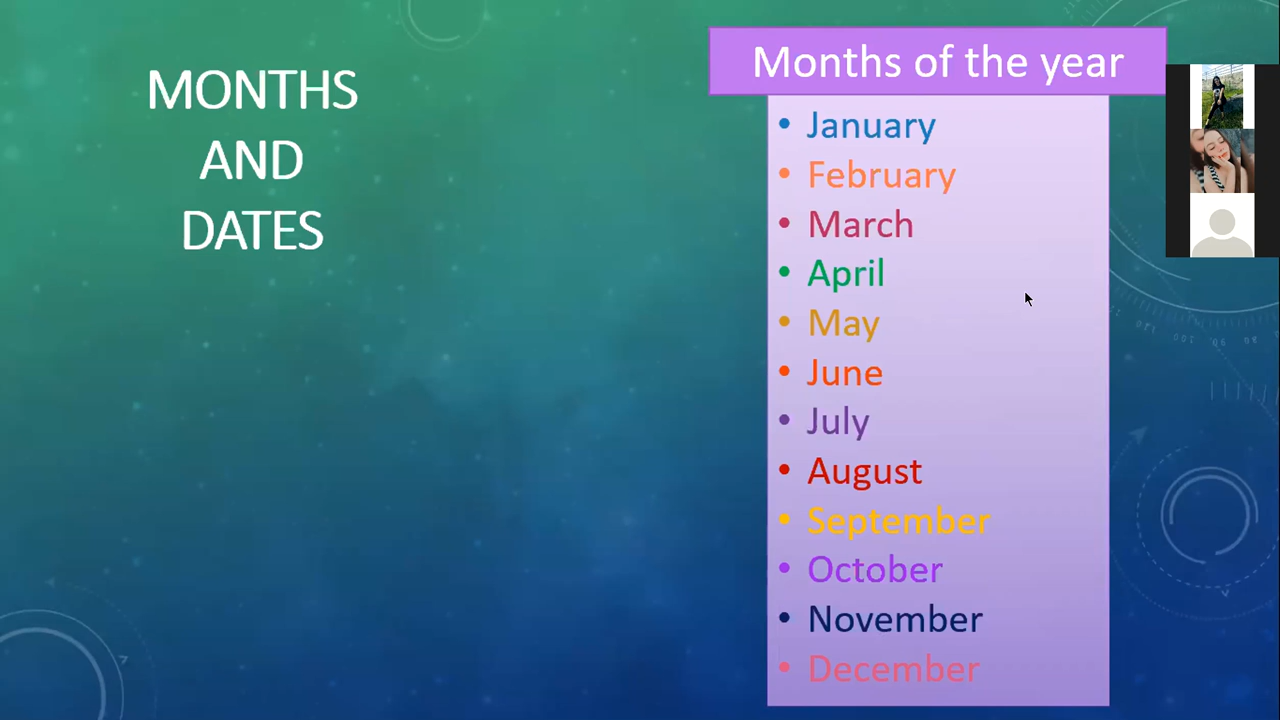 MONTHS
AND
DATES
Months of the year
• January
• February
• March
• April
• May
• June
• July
• August
• September
• October
• November
• December